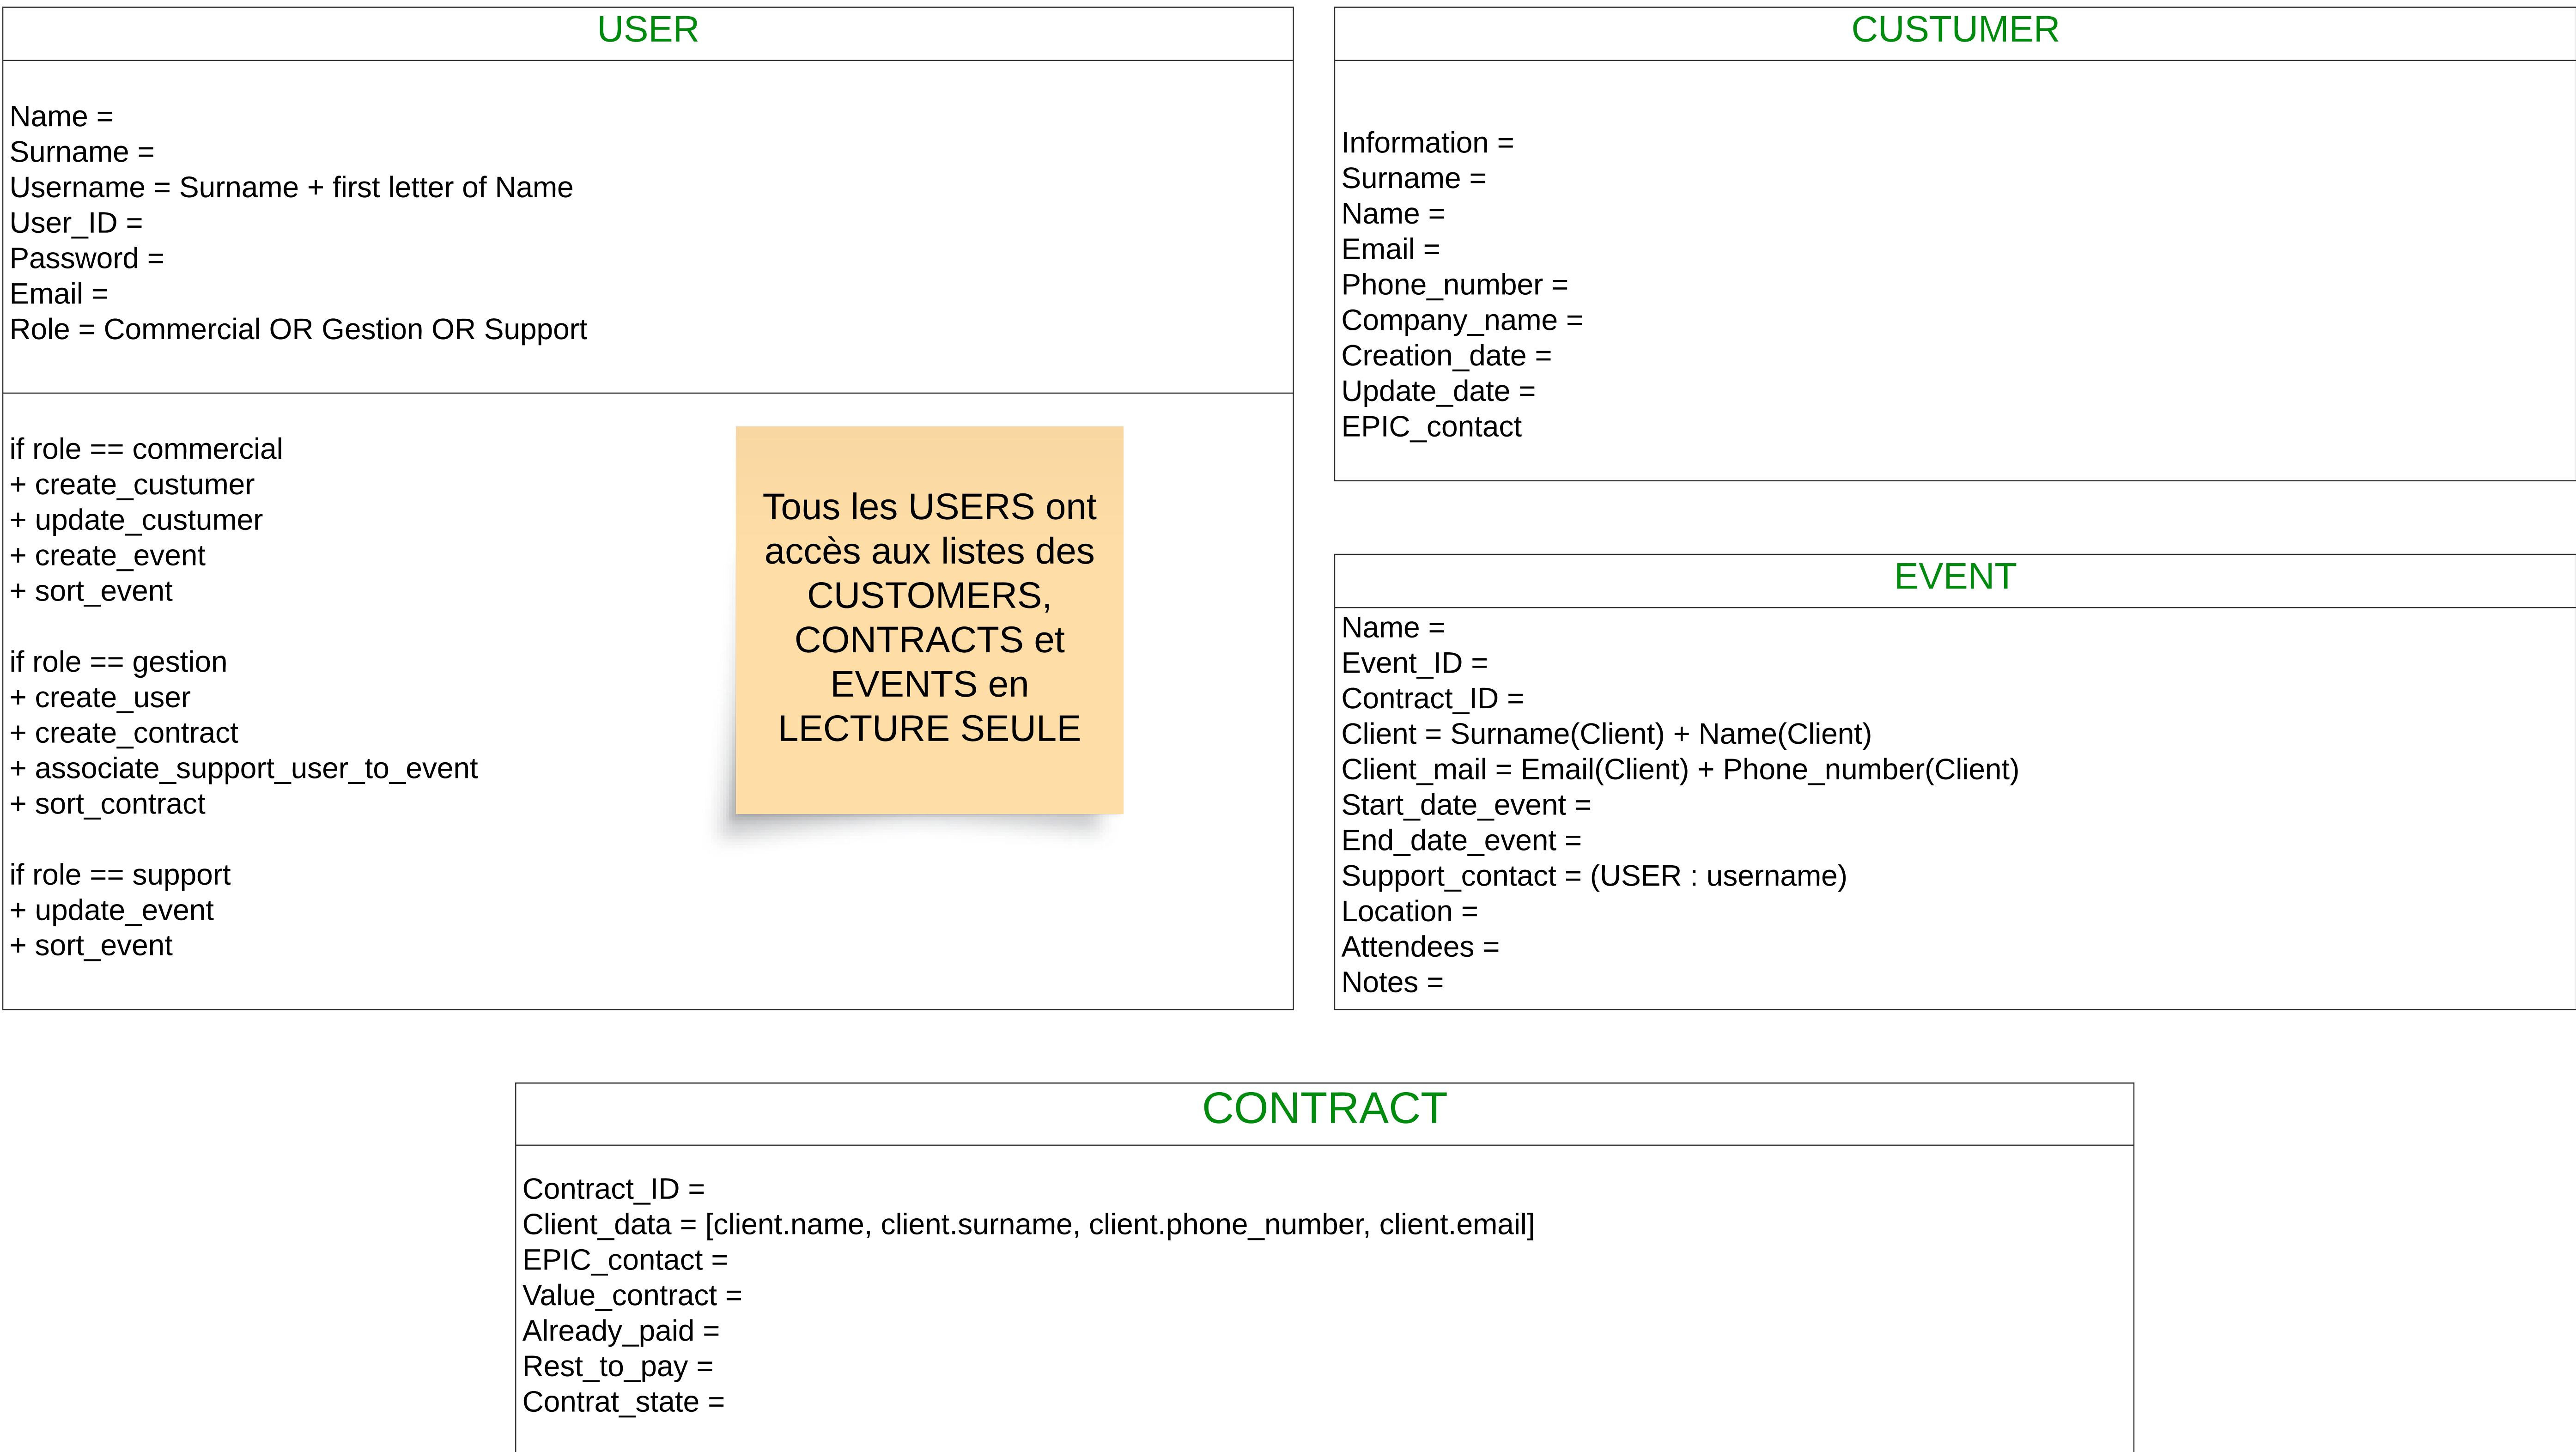 USER
Name =
Surname =
Username = Surname + first letter of Name
User_ID =
Password =
Email =
Role = Commercial OR Gestion OR Support
if role == commercial
+ create_custumer
+ update_custumer
+ create_event
+ sort_event
if role == gestion
+ create_user
+ create_contract
+ associate_support_user_to_event
+ sort_contract
if role == support
+ update_event
+ sort_event
Tous les USERS ont
accès aux listes des
CUSTOMERS,
CONTRACTS et
EVENTS en
LECTURE SEULE
CUSTUMER
Information =
Surname =
Name =
Email =
Phone_number =
Company_name =
Creation_date =
Update_date =
EPIC_contact
EVENT
Name =
Event_ID =
Contract_ID =
Client = Surname(Client) + Name(Client)
Client_mail = Email(Client) + Phone_number(Client)
Start_date_event =
End_date_event =
Support_contact = (USER : username)
Location =
Attendees =
Notes =
CONTRACT
Contract_ID =
Client_data = [client.name, client.surname, client.phone_number, client.email]
EPIC_contact =
Value_contract =
Already_paid =
Rest_to_pay =
Contrat_state =